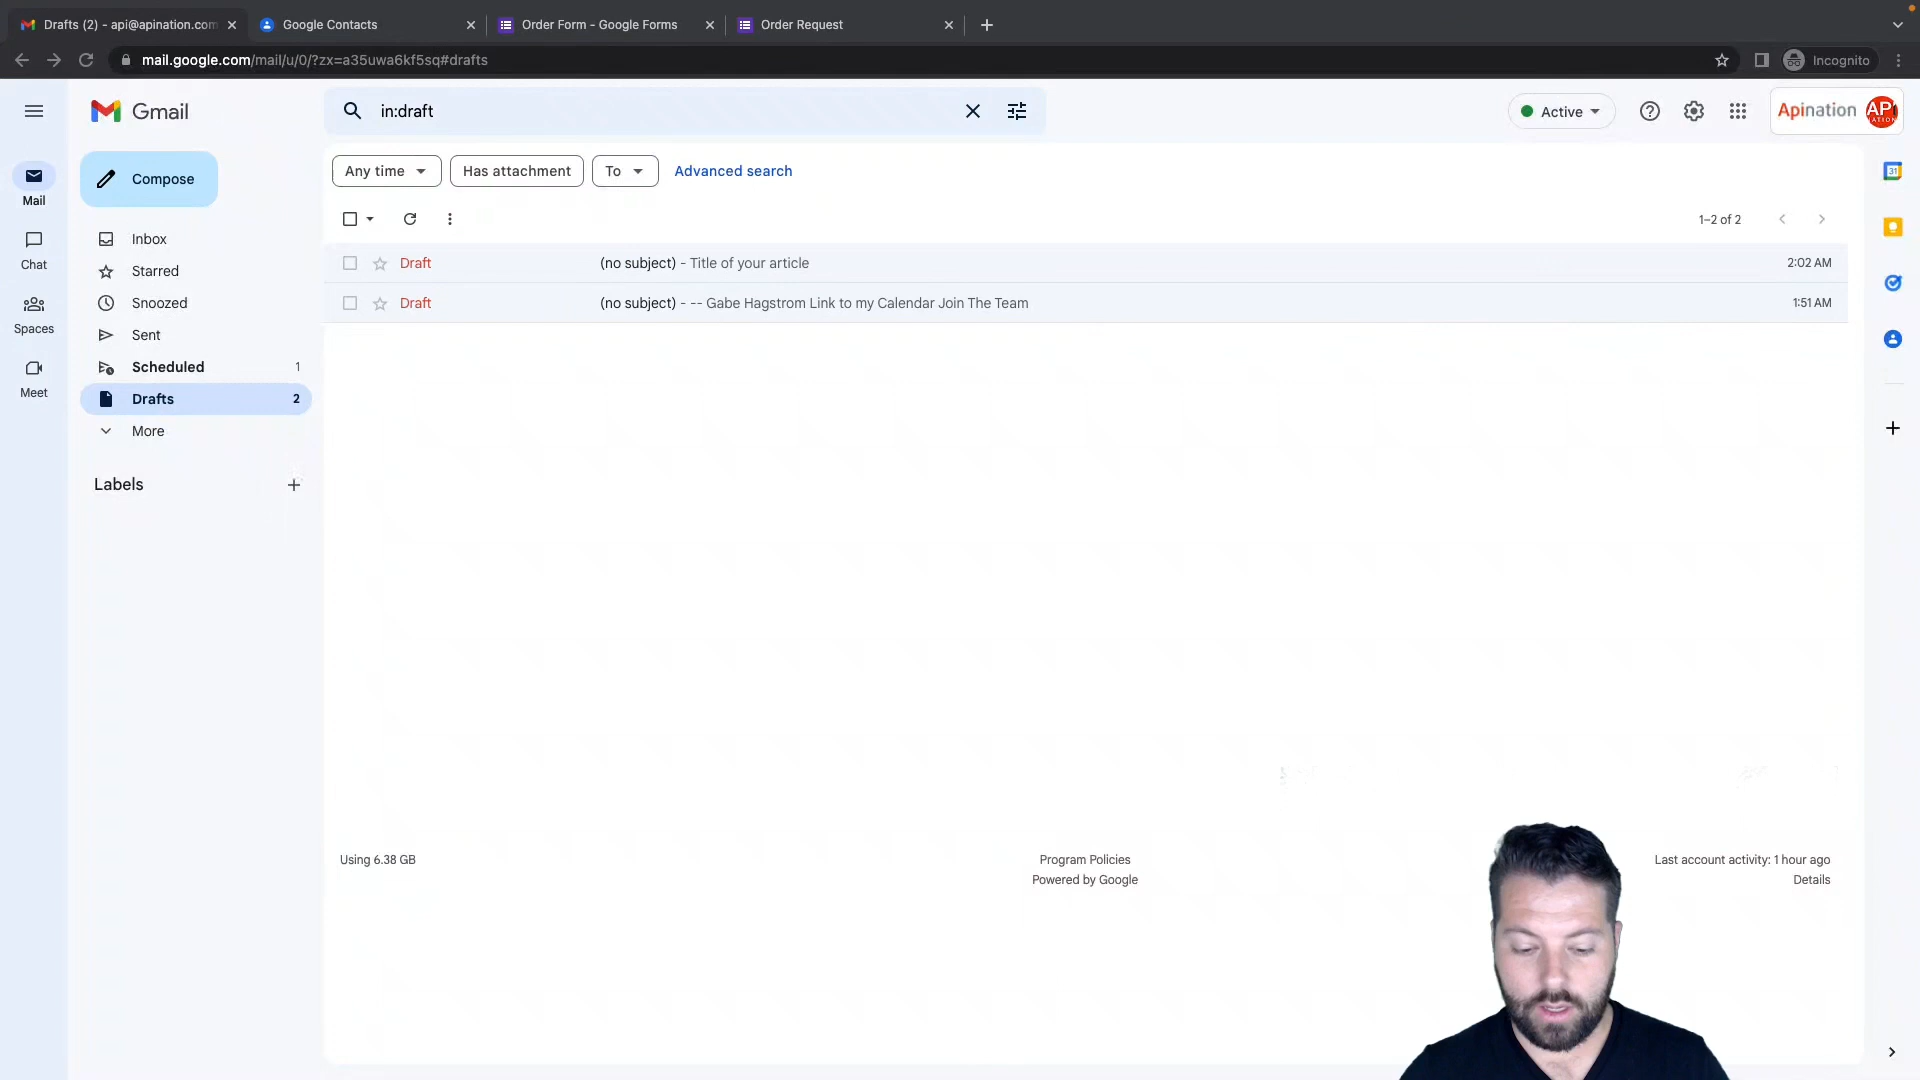 Drafts (2) - api@apination.com
Google Contacts
Order Form - Google Forms
Order Request
mail.google.com/mail/u/0/?zx=a35uwa6kf5sq#drafts
Incognito
Gmail
in:draft
Active
Apination
API
NATION
Compose
Any time
Has attachment
To
Advanced search
31
Mail
1–2 of 2
Inbox
Chat
Draft
(no subject) - Title of your article
2:02 AM
Starred
Snoozed
Draft
(no subject) - -- Gabe Hagstrom Link to my Calendar Join The Team
1:51 AM
Spaces
Sent
Scheduled
1
Meet
Drafts
2
More
Labels
Using 6.38 GB
Program Policies
Powered by Google
Last account activity: 1 hour ago
Details